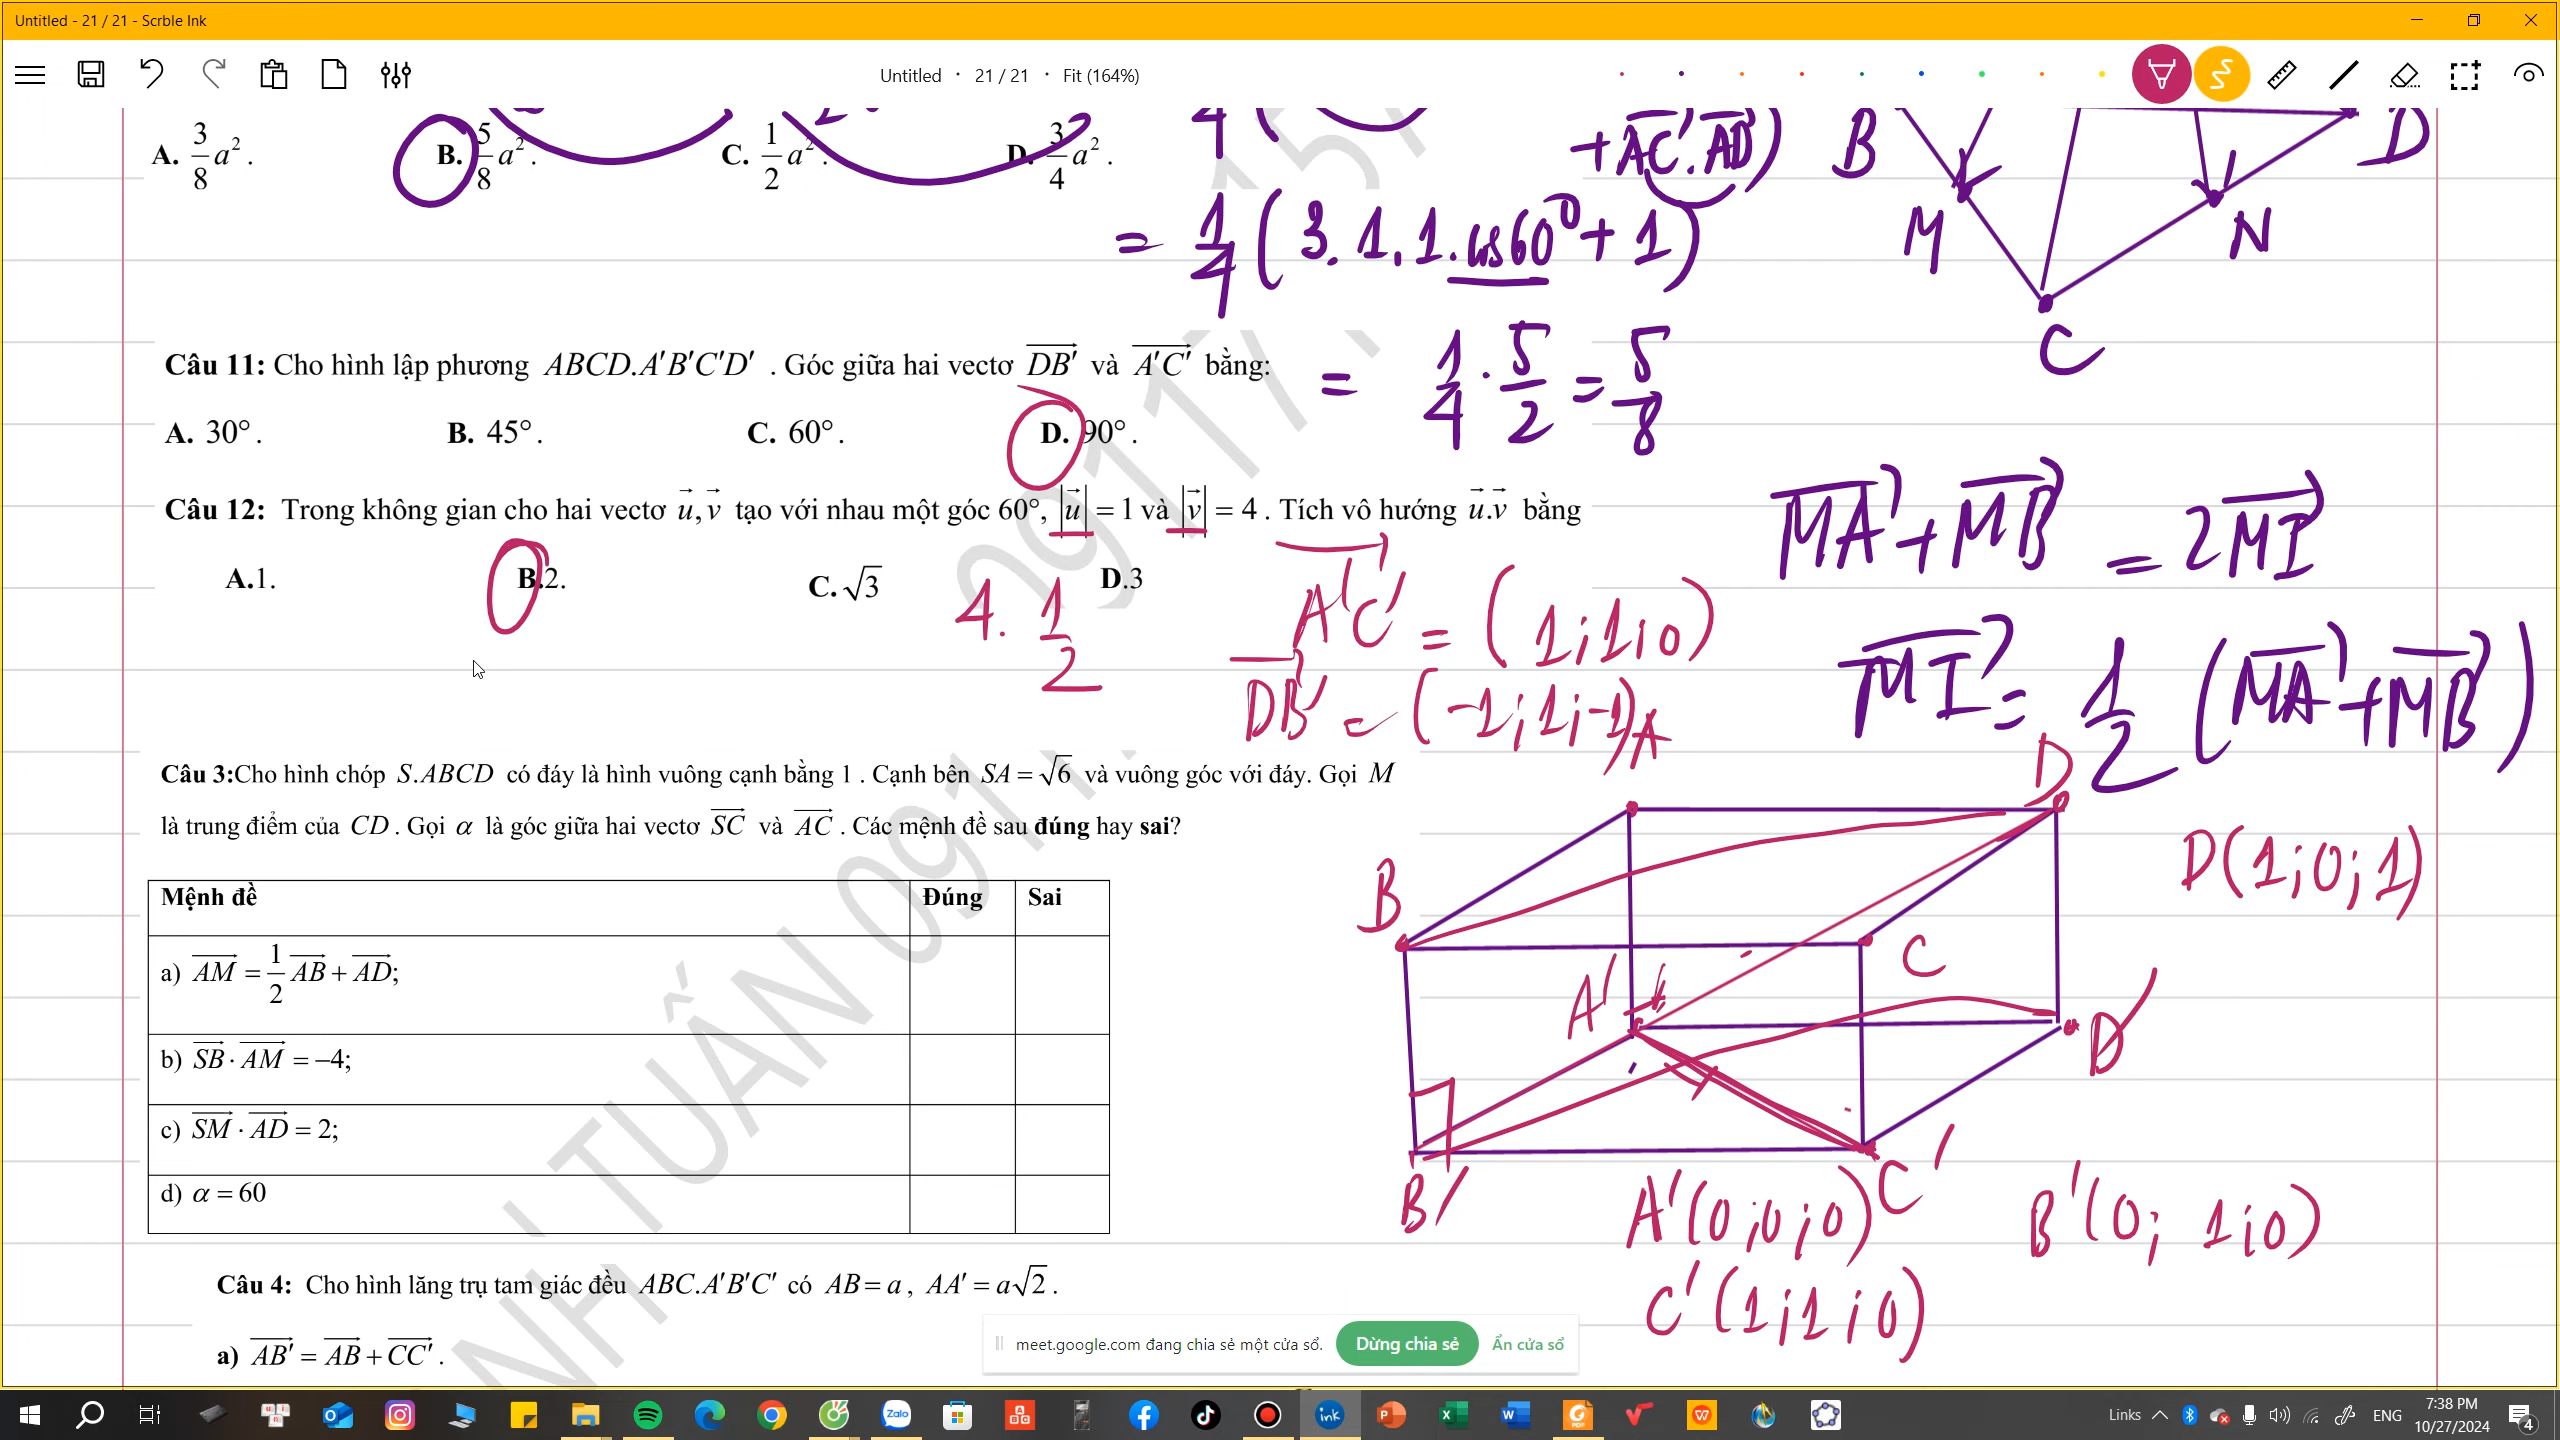 Untitled - 21 / 21 - Scrble Ink
Untitled · 21 / 21 · Fit (164%)
A. 3/8 a². B. 5/8 a². C. 1/2 a². D. 3/4 a².
+AC.AD)
B
D
M
N
C
= 1/4 (3.1.1.cos60⁰ + 1)
= 1/4 . 5/2 = 5/8
Câu 11: Cho hình lập phương ABCD.A'B'C'D' . Góc giữa hai vectơ DB' và A'C' bằng:
A. 30°. B. 45°. C. 60°. D. 90°.
Câu 12: Trong không gian cho hai vectơ u, v tạo với nhau một góc 60°, |u| = 1 và |v| = 4 . Tích vô hướng u.v bằng
A.1. B.2. C. √3 D.3
4. 1/2
A'C' = (1;1;0)
DB' = (-1;1;-1)
MA + MB = 2MI
MI = 1/2 (MA + MB)
Câu 3:Cho hình chóp S.ABCD có đáy là hình vuông cạnh bằng 1 . Cạnh bên SA = √6 và vuông góc với đáy. Gọi M
là trung điểm của CD . Gọi α là góc giữa hai vectơ SC và AC . Các mệnh đề sau đúng hay sai?
Mệnh đề Đúng Sai
a) AM = 1/2 AB + AD;
b) SB · AM = −4;
c) SM · AD = 2;
d) α = 60
A
D
B
C
A'
D'
B'
C'
D(1;0;1)
A'(0;0;0)
B'(0; 1;0)
C'(1;1;0)
Câu 4: Cho hình lăng trụ tam giác đều ABC.A'B'C' có AB = a , AA' = a√2 .
a) AB' = AB + CC' .
NH TUẤN 0911
meet.google.com đang chia sẻ một cửa sổ. Dừng chia sẻ Ẩn cửa sổ
Links ENG 7:38 PM
10/27/2024
4